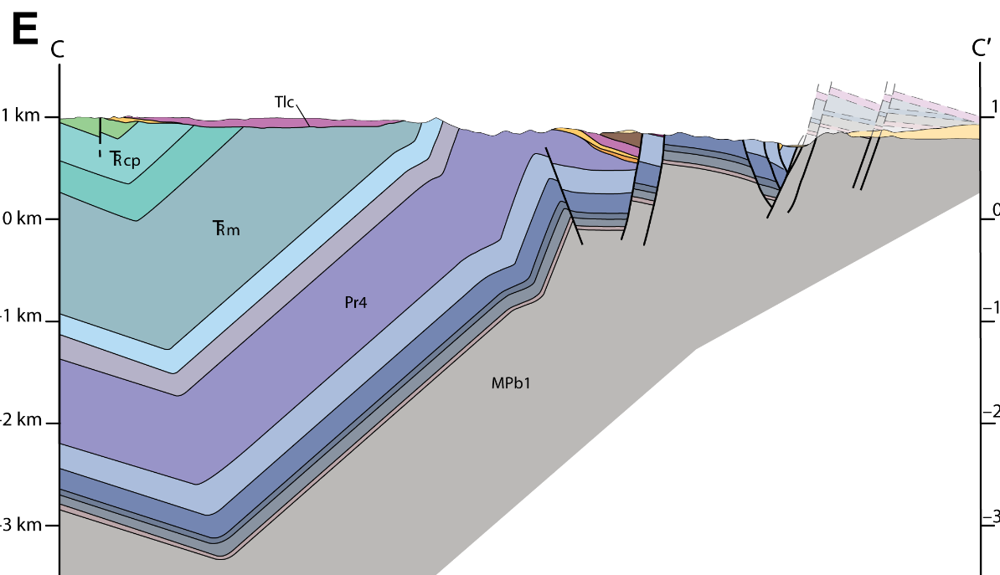 E
C
C′
1 km
0 km
–1 km
–2 km
–3 km
Tlc
T̅Rcp
T̅Rm
Pr4
MPb1
1
0
–1
–2
–3